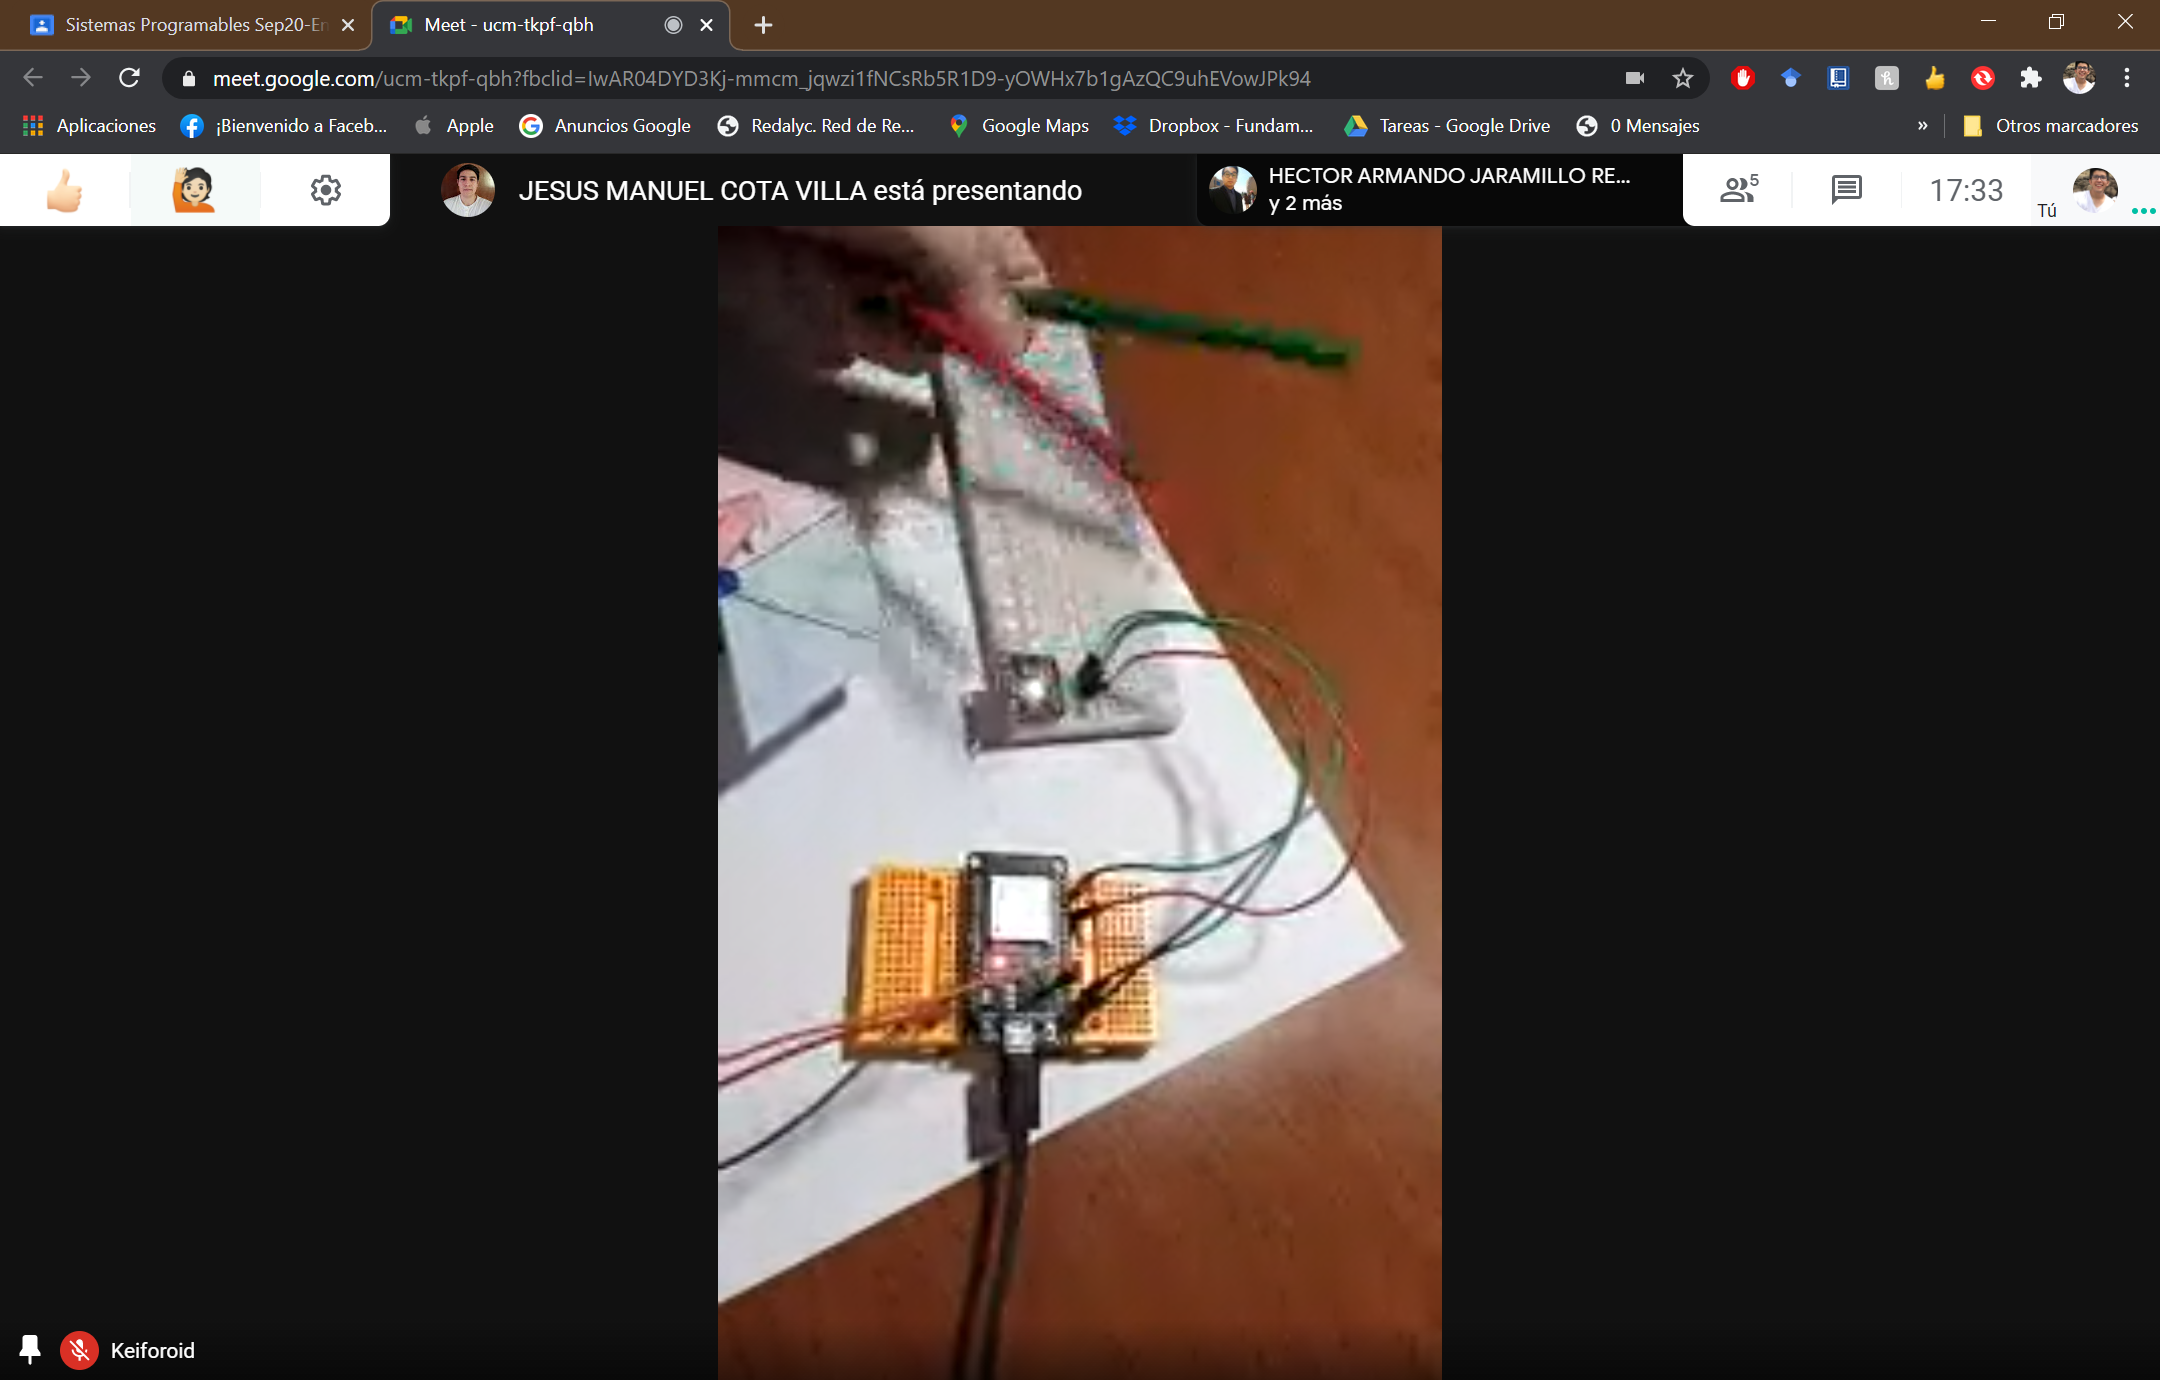 Sistemas Programables Sep20-En
Meet - ucm-tkpf-qbh
meet.google.com/ucm-tkpf-qbh?fbclid=IwAR04DYD3Kj-mmcm_jqwzi1fNCsRb5R1D9-yOWHx7b1gAzQC9uhEVowJPk94
Aplicaciones
¡Bienvenido a Faceb...
Apple
Anuncios Google
Redalyc. Red de Re...
Google Maps
Dropbox - Fundam...
Tareas - Google Drive
0 Mensajes
»
Otros marcadores
JESUS MANUEL COTA VILLA está presentando
HECTOR ARMANDO JARAMILLO RE...
y 2 más
5
17:33
Tú
Keiforoid